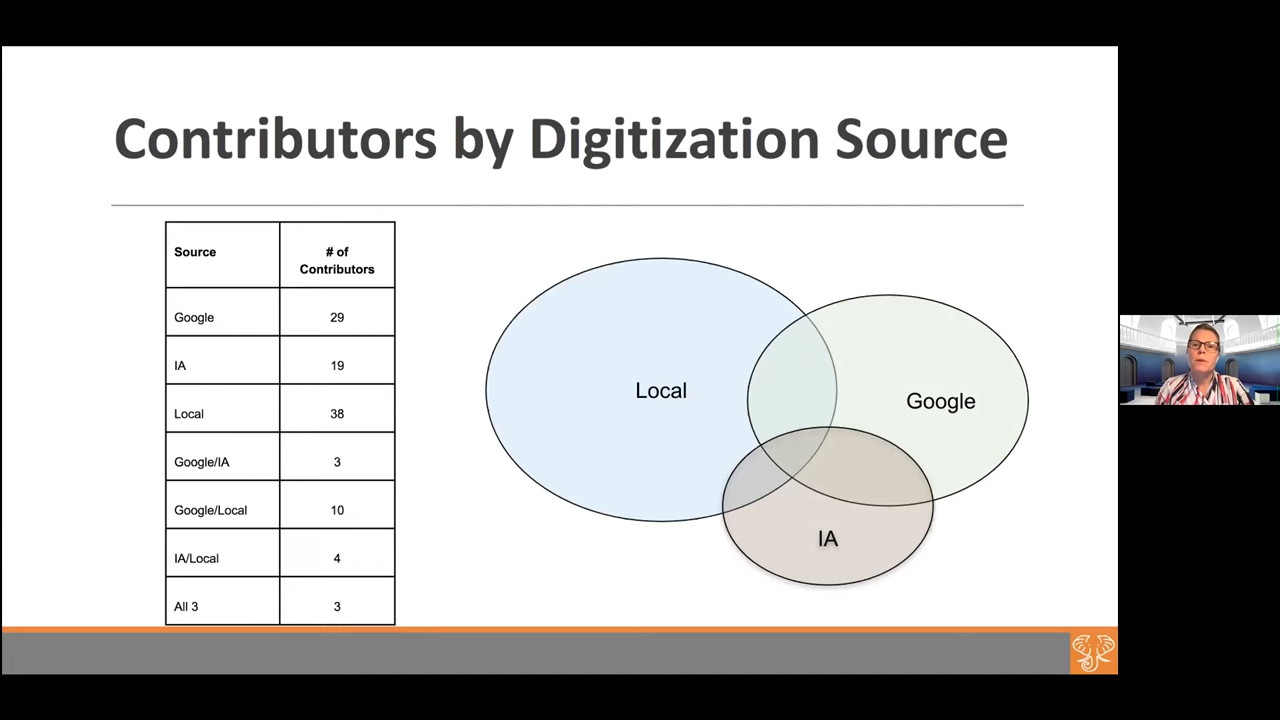 Contributors by Digitization Source
Source
# of
Contributors
Google
29
IA
19
Local
38
Google/IA
3
Google/Local
10
IA/Local
4
All 3
3
Local
Google
IA